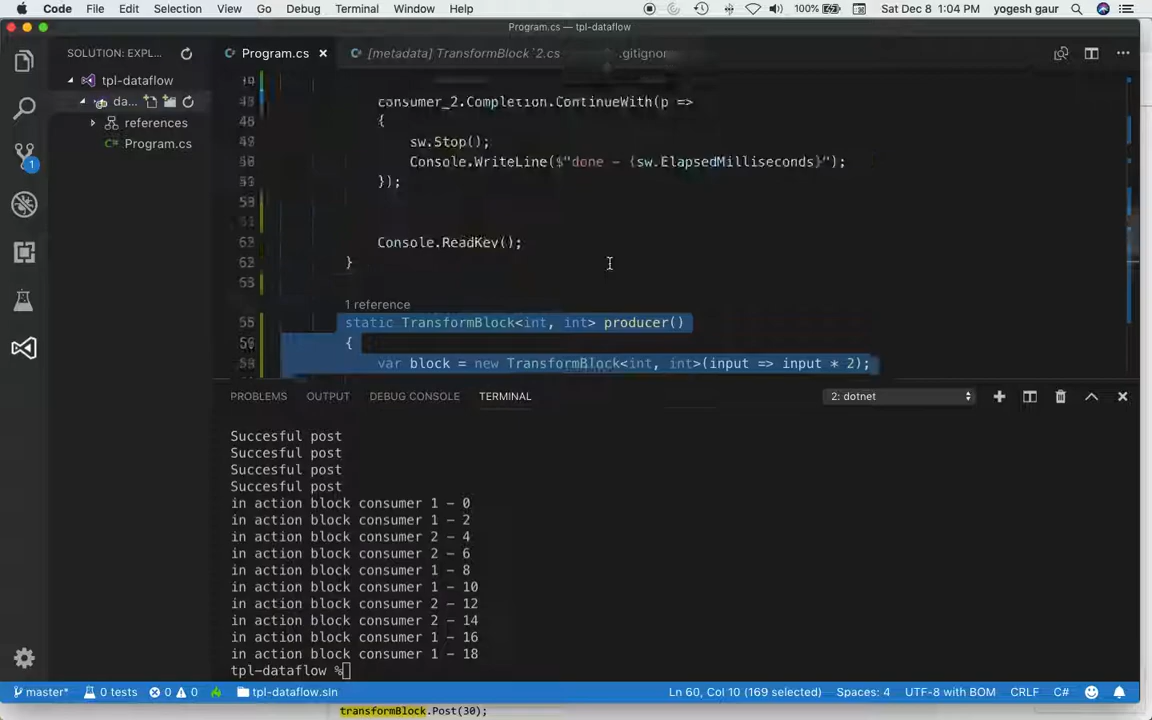 Code File Edit Selection View Go Debug Terminal Window Help 100% Sat Dec 8 1:04 PM yogesh gaur
Program.cs — tpl-dataflow
SOLUTION: EXPL...
Program.cs
[metadata] TransformBlock`2.cs
.gitignore
tpl-dataflow
da...
references
Program.cs
consumer_2.Completion.ContinueWith(p =>
{
sw.Stop();
Console.WriteLine($"done - {sw.ElapsedMilliseconds}");
});
Console.ReadKey();
}
1 reference
55 static TransformBlock<int, int> producer()
{
var block = new TransformBlock<int, int>(input => input * 2);
PROBLEMS OUTPUT DEBUG CONSOLE TERMINAL 2: dotnet
Succesful post
Succesful post
Succesful post
Succesful post
in action block consumer 1 - 0
in action block consumer 1 - 2
in action block consumer 2 - 4
in action block consumer 2 - 6
in action block consumer 1 - 8
in action block consumer 1 - 10
in action block consumer 2 - 12
in action block consumer 2 - 14
in action block consumer 1 - 16
in action block consumer 1 - 18
tpl-dataflow %
master* 0 tests 0 0 tpl-dataflow.sln Ln 60, Col 10 (169 selected) Spaces: 4 UTF-8 with BOM CRLF C#
transformBlock.Post(30);